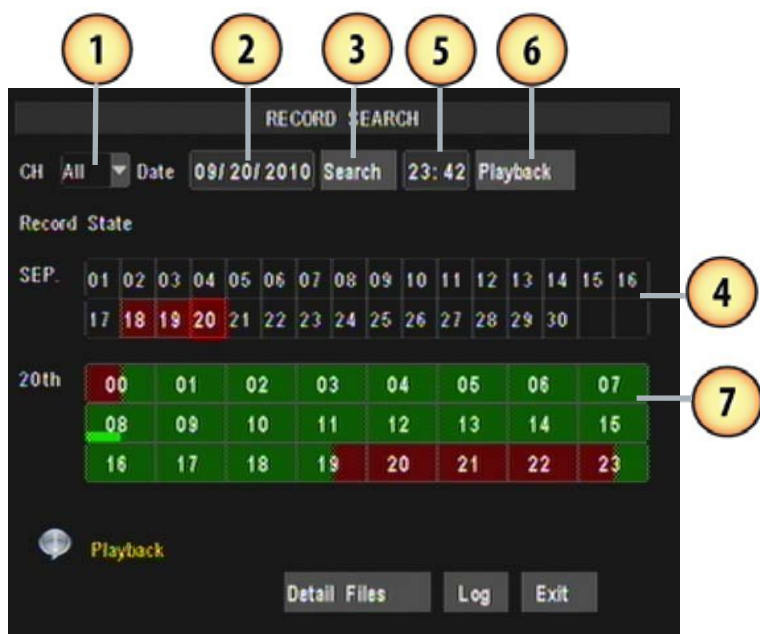 1 2 3 5 6
RECORD SEARCH
CH All Date 09/20/2010 Search 23:42 Playback
Record State
SEP. 01 02 03 04 05 06 07 08 09 10 11 12 13 14 15 16
17 18 19 20 21 22 23 24 25 26 27 28 29 30
4
20th 00 01 02 03 04 05 06 07
08 09 10 11 12 13 14 15
16 17 18 19 20 21 22 23
7
Playback
Detail Files Log Exit